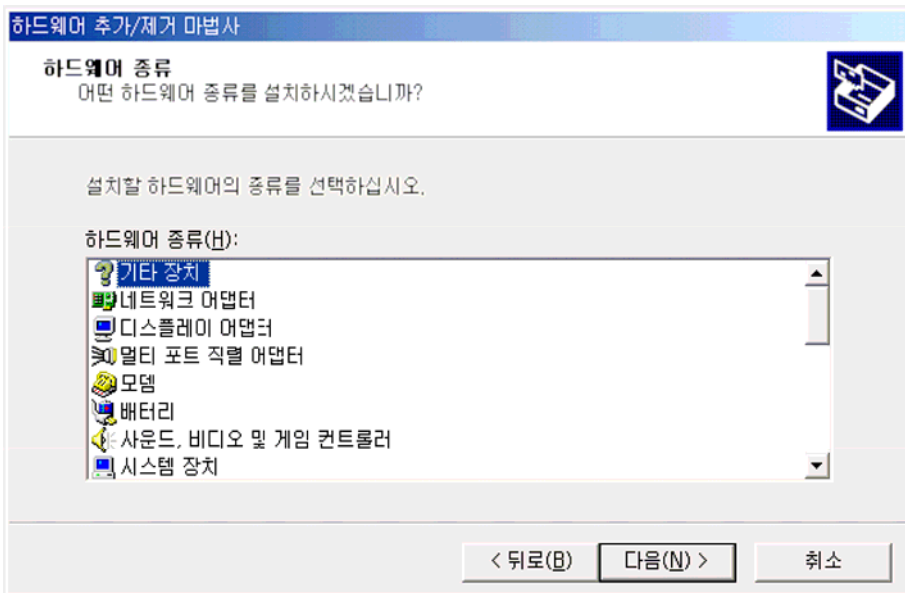 하드웨어 추가/제거 마법사
하드웨어 종류
어떤 하드웨어 종류를 설치하시겠습니까?
설치할 하드웨어의 종류를 선택하십시오.
하드웨어 종류(H):
기타 장치
네트워크 어댑터
디스플레이 어댑터
멀티 포트 직렬 어댑터
모뎀
배터리
사운드, 비디오 및 게임 컨트롤러
시스템 장치
< 뒤로(B) 다음(N) > 취소